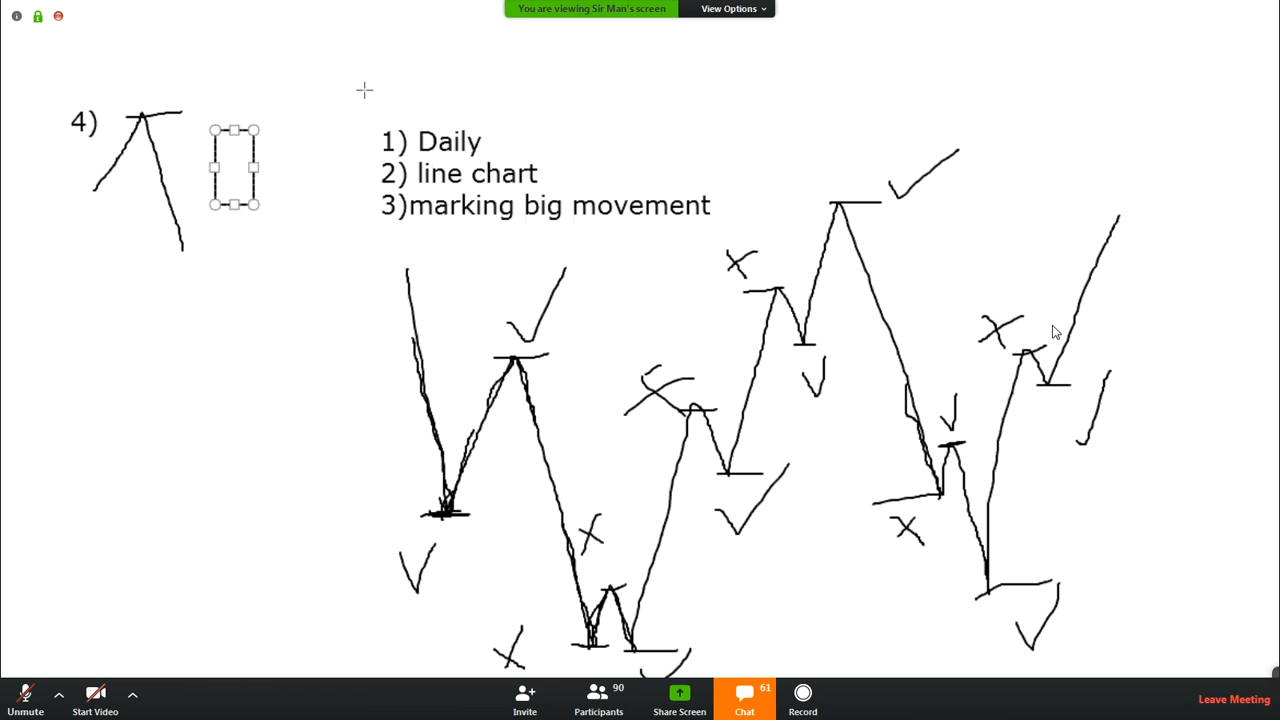 You are viewing Sir Man's screen
View Options
4)
1) Daily
2) line chart
3)marking big movement
Unmute
Start Video
Invite
90
Participants
Share Screen
61
Chat
Record
Leave Meeting